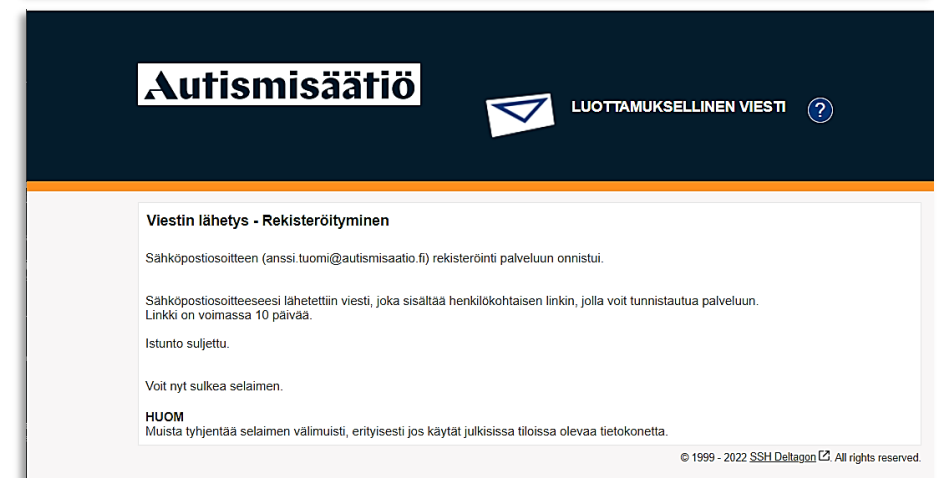 Autismisäätiö
LUOTTAMUKSELLINEN VIESTI ?
Viestin lähetys - Rekisteröityminen
Sähköpostiosoitteen (anssi.tuomi@autismisaatio.fi) rekisteröinti palveluun onnistui.
Sähköpostiosoitteeseesi lähetettiin viesti, joka sisältää henkilökohtaisen linkin, jolla voit tunnistautua palveluun.
Linkki on voimassa 10 päivää.
Istunto suljettu.
Voit nyt sulkea selaimen.
HUOM
Muista tyhjentää selaimen välimuisti, erityisesti jos käytät julkisissa tiloissa olevaa tietokonetta.
© 1999 - 2022 SSH Deltagon. All rights reserved.